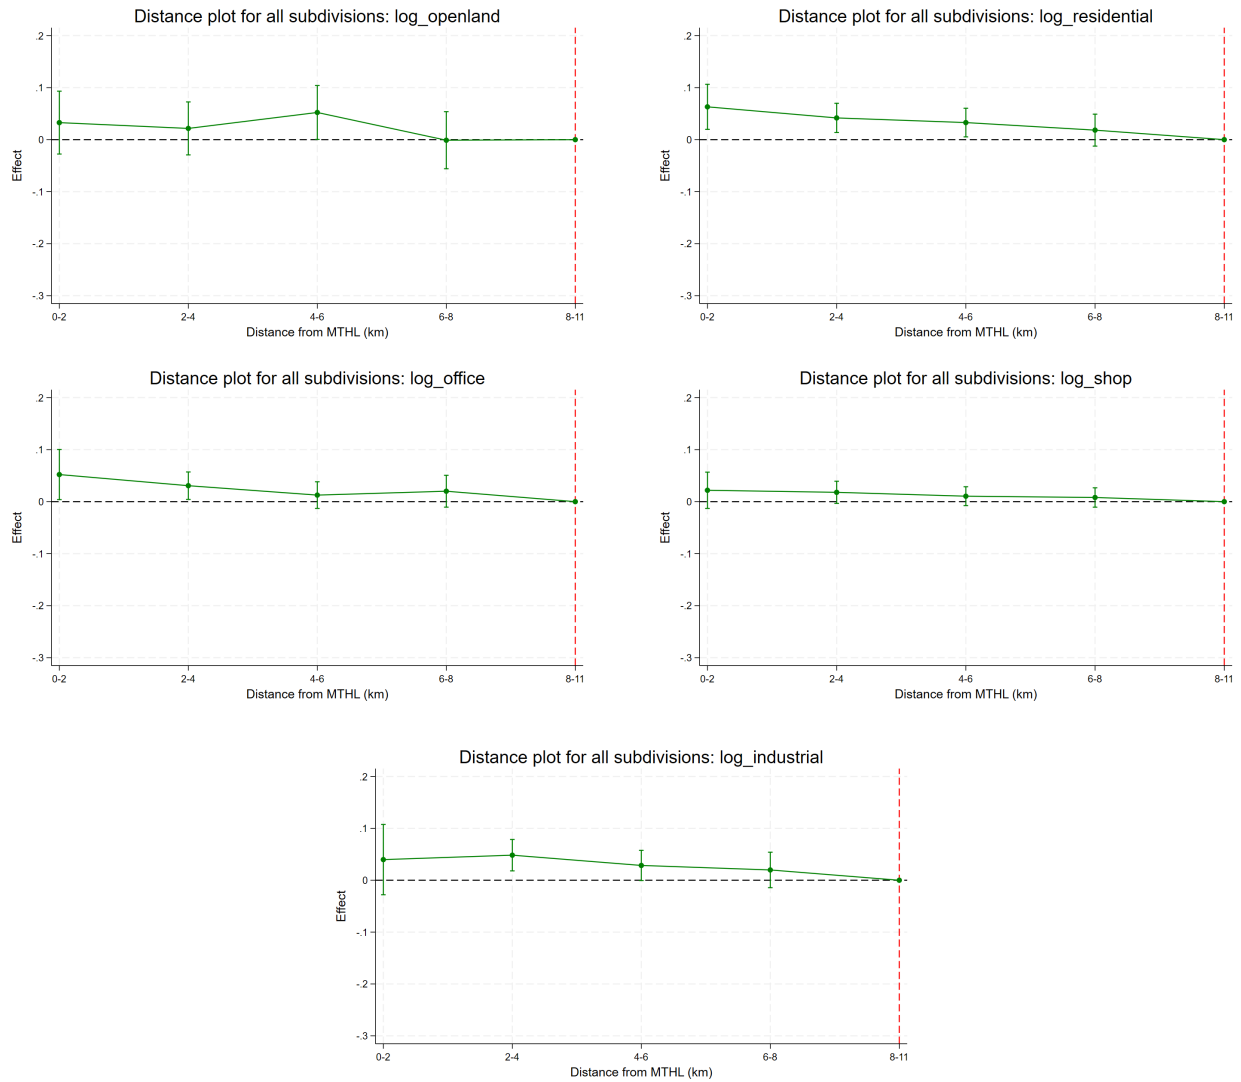 Distance plot for all subdivisions: log_openland
.2
.1
0
-.1
-.2
-.3
Effect
0-2 2-4 4-6 6-8 8-11
Distance from MTHL (km)
Distance plot for all subdivisions: log_residential
.2
.1
0
-.1
-.2
-.3
Effect
0-2 2-4 4-6 6-8 8-11
Distance from MTHL (km)
Distance plot for all subdivisions: log_office
.2
.1
0
-.1
-.2
-.3
Effect
0-2 2-4 4-6 6-8 8-11
Distance from MTHL (km)
Distance plot for all subdivisions: log_shop
.2
.1
0
-.1
-.2
-.3
Effect
0-2 2-4 4-6 6-8 8-11
Distance from MTHL (km)
Distance plot for all subdivisions: log_industrial
.2
.1
0
-.1
-.2
-.3
Effect
0-2 2-4 4-6 6-8 8-11
Distance from MTHL (km)